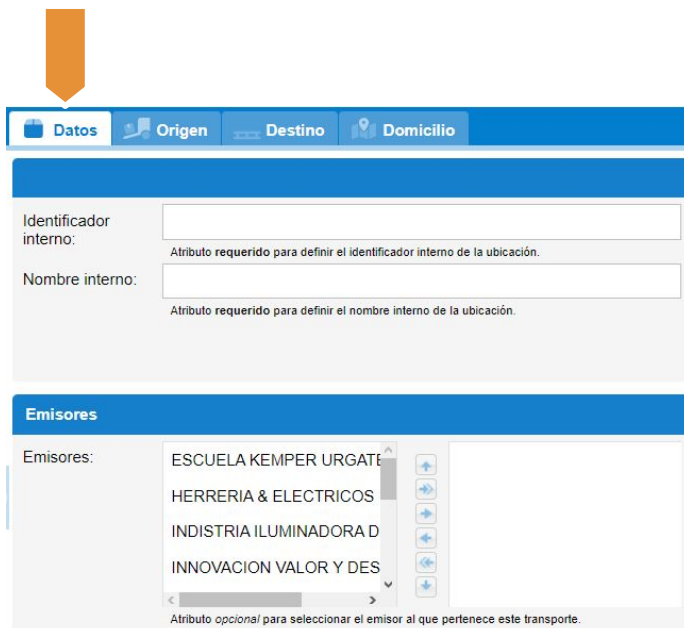 Datos Origen Destino Domicilio
Identificador
interno:
Atributo requerido para definir el identificador interno de la ubicación.
Nombre interno:
Atributo requerido para definir el nombre interno de la ubicación.
Emisores
Emisores:
ESCUELA KEMPER URGATE
HERRERIA & ELECTRICOS
INDISTRIA ILUMINADORA D
INNOVACION VALOR Y DES
Atributo opcional para seleccionar el emisor al que pertenece este transporte.